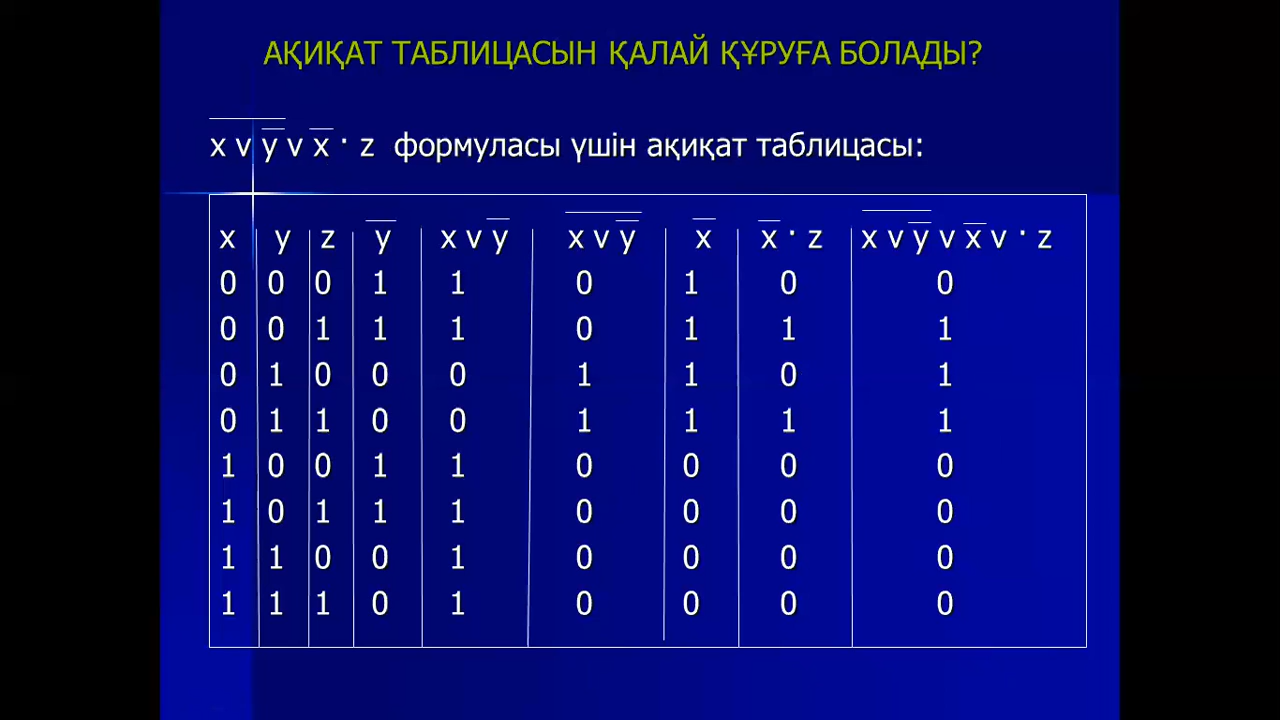 АҚИҚАТ ТАБЛИЦАСЫН ҚАЛАЙ ҚҰРУҒА БОЛАДЫ?
x v y̅ v x̅ · z формуласы үшін ақиқат таблицасы:
x y z y̅ x v y̅ x̅ ̅v̅ ̅y̅ x̅ x̅ · z x̅ ̅v̅ ̅y̅ v x̅ v · z
0 0 0 1 1 0 1 0 0
0 0 1 1 1 0 1 1 1
0 1 0 0 0 1 1 0 1
0 1 1 0 0 1 1 1 1
1 0 0 1 1 0 0 0 0
1 0 1 1 1 0 0 0 0
1 1 0 0 1 0 0 0 0
1 1 1 0 1 0 0 0 0